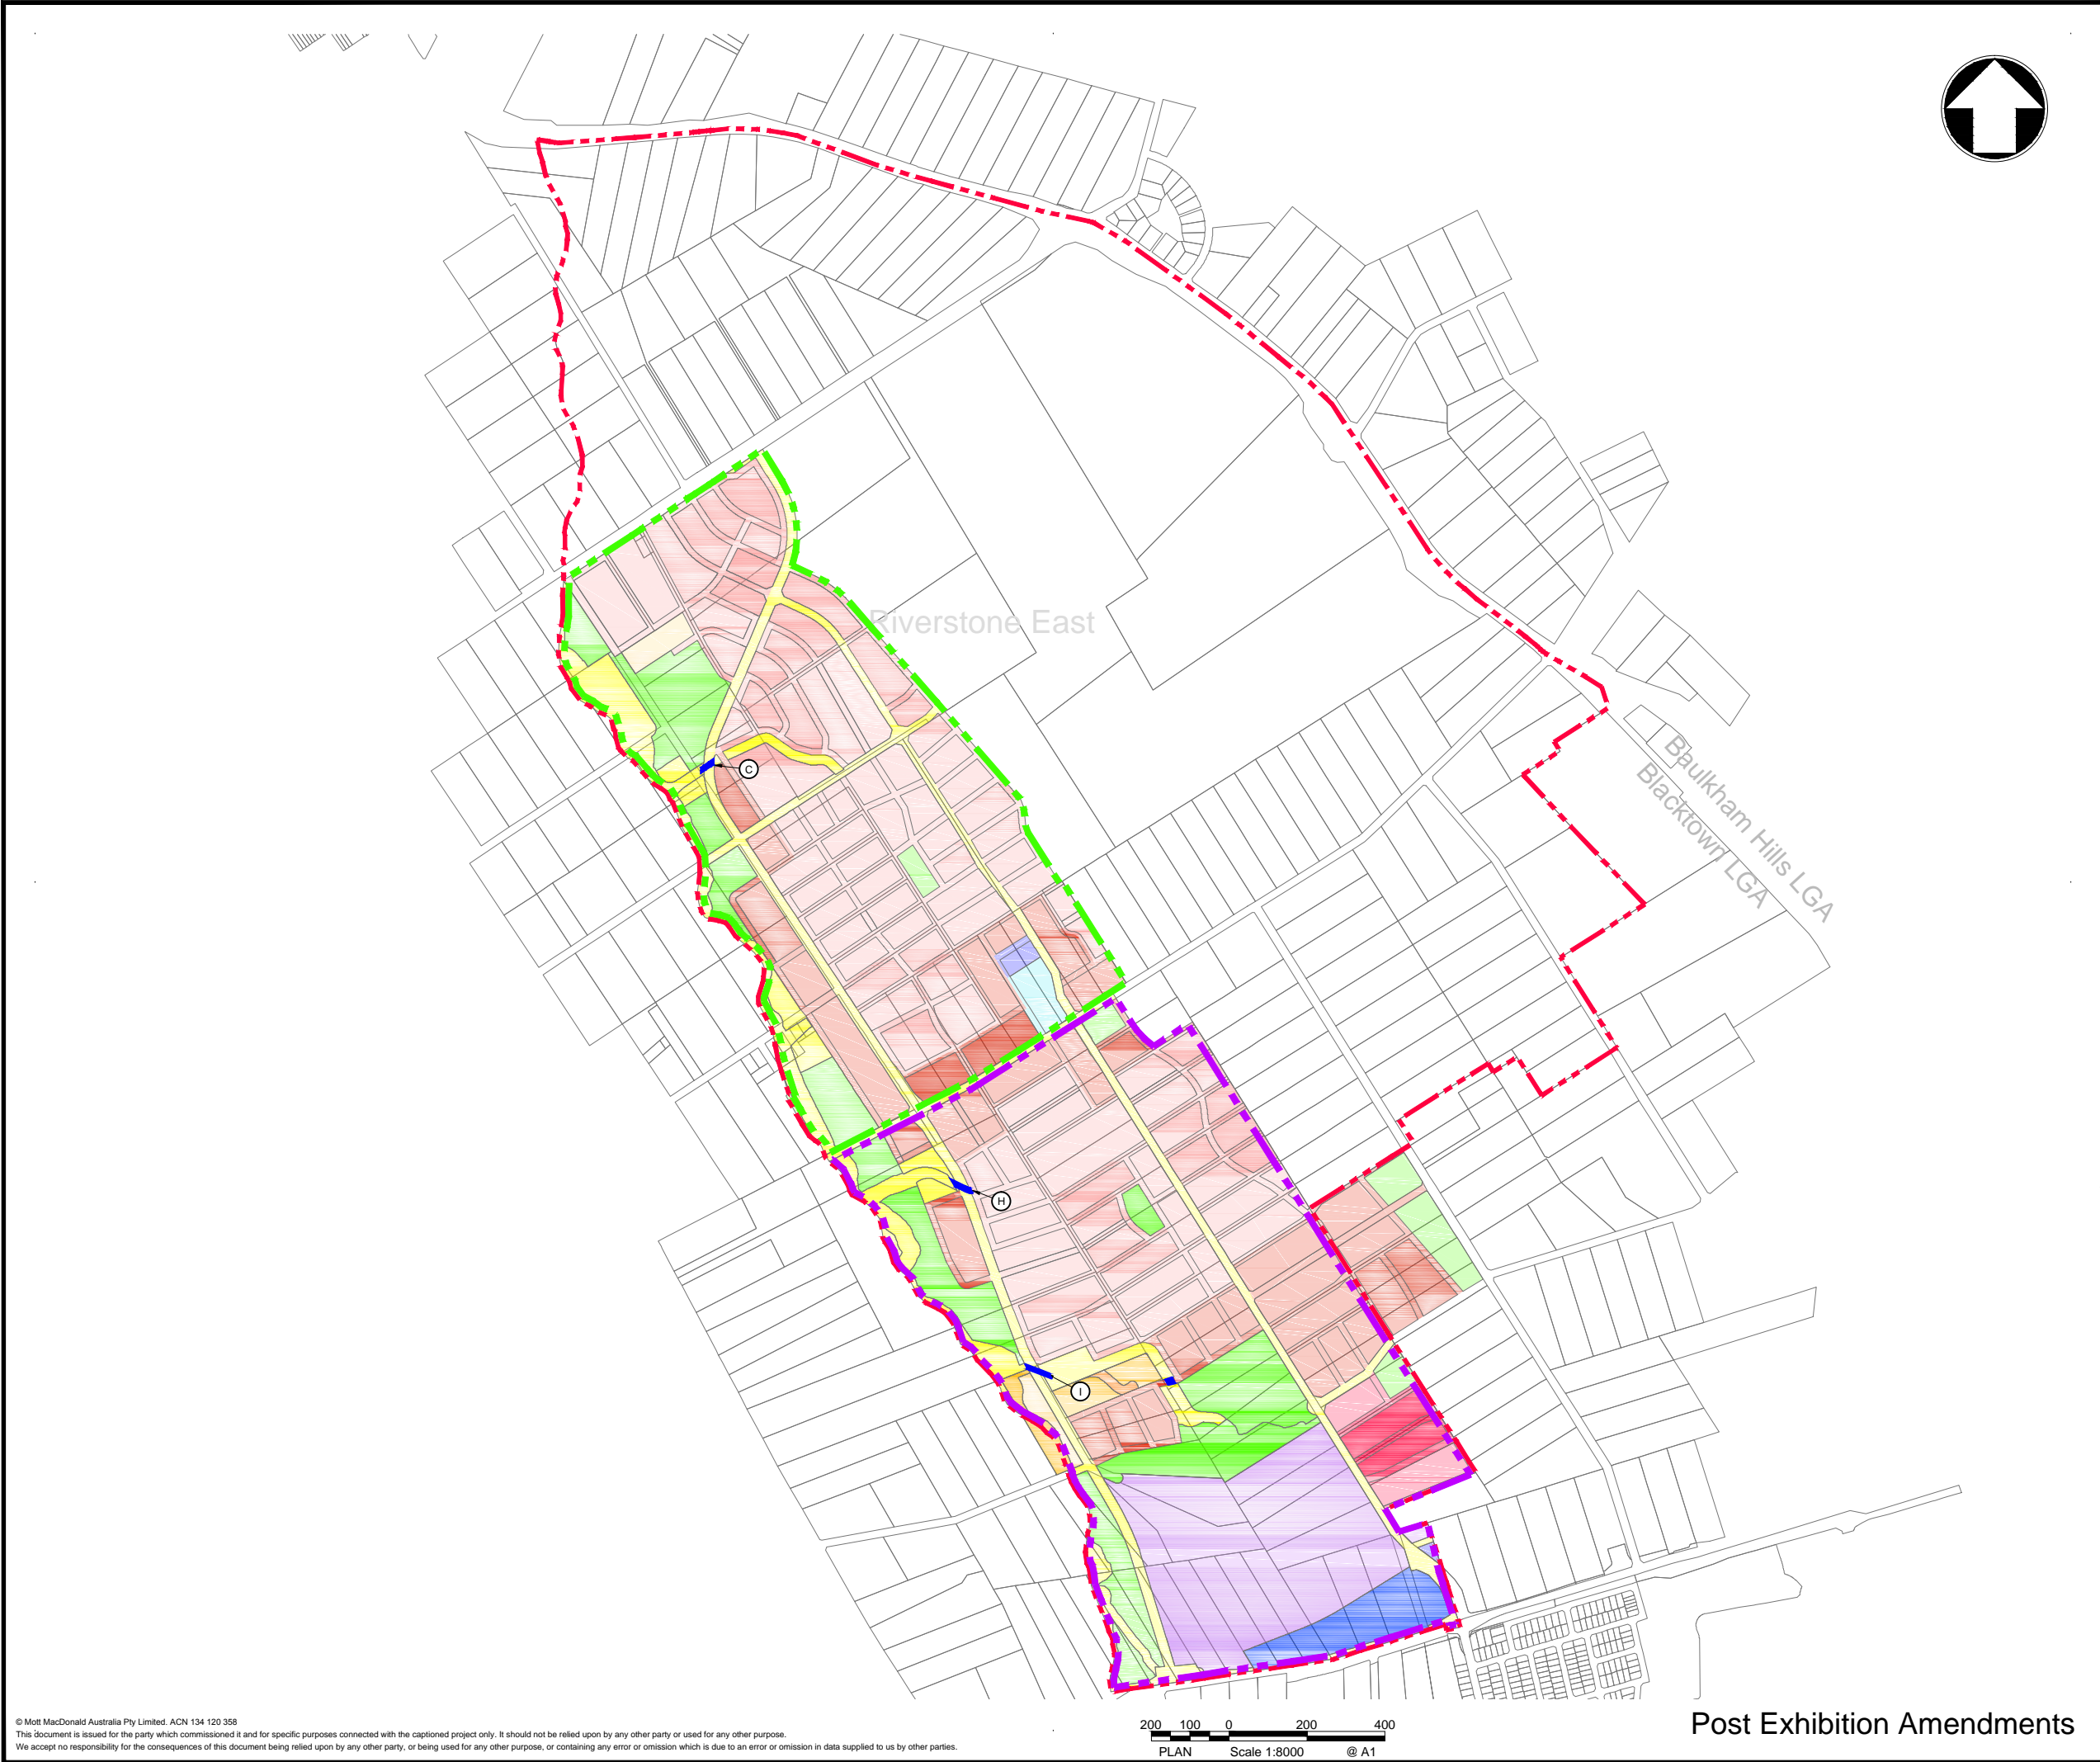 Riverstone East
Baulkham Hills LGA
Blacktown LGA
C
H
I
© Mott MacDonald Australia Pty Limited. ACN 134 120 358
This document is issued for the party which commissioned it and for specific purposes connected with the captioned project only. It should not be relied upon by any other party or used for any other purpose.
We accept no responsibility for the consequences of this document being relied upon by any other party, or being used for any other purpose, or containing any error or omission which is due to an error or omission in data supplied to us by other parties.
200 100 0 200 400
PLAN Scale 1:8000 @ A1
Post Exhibition Amendments